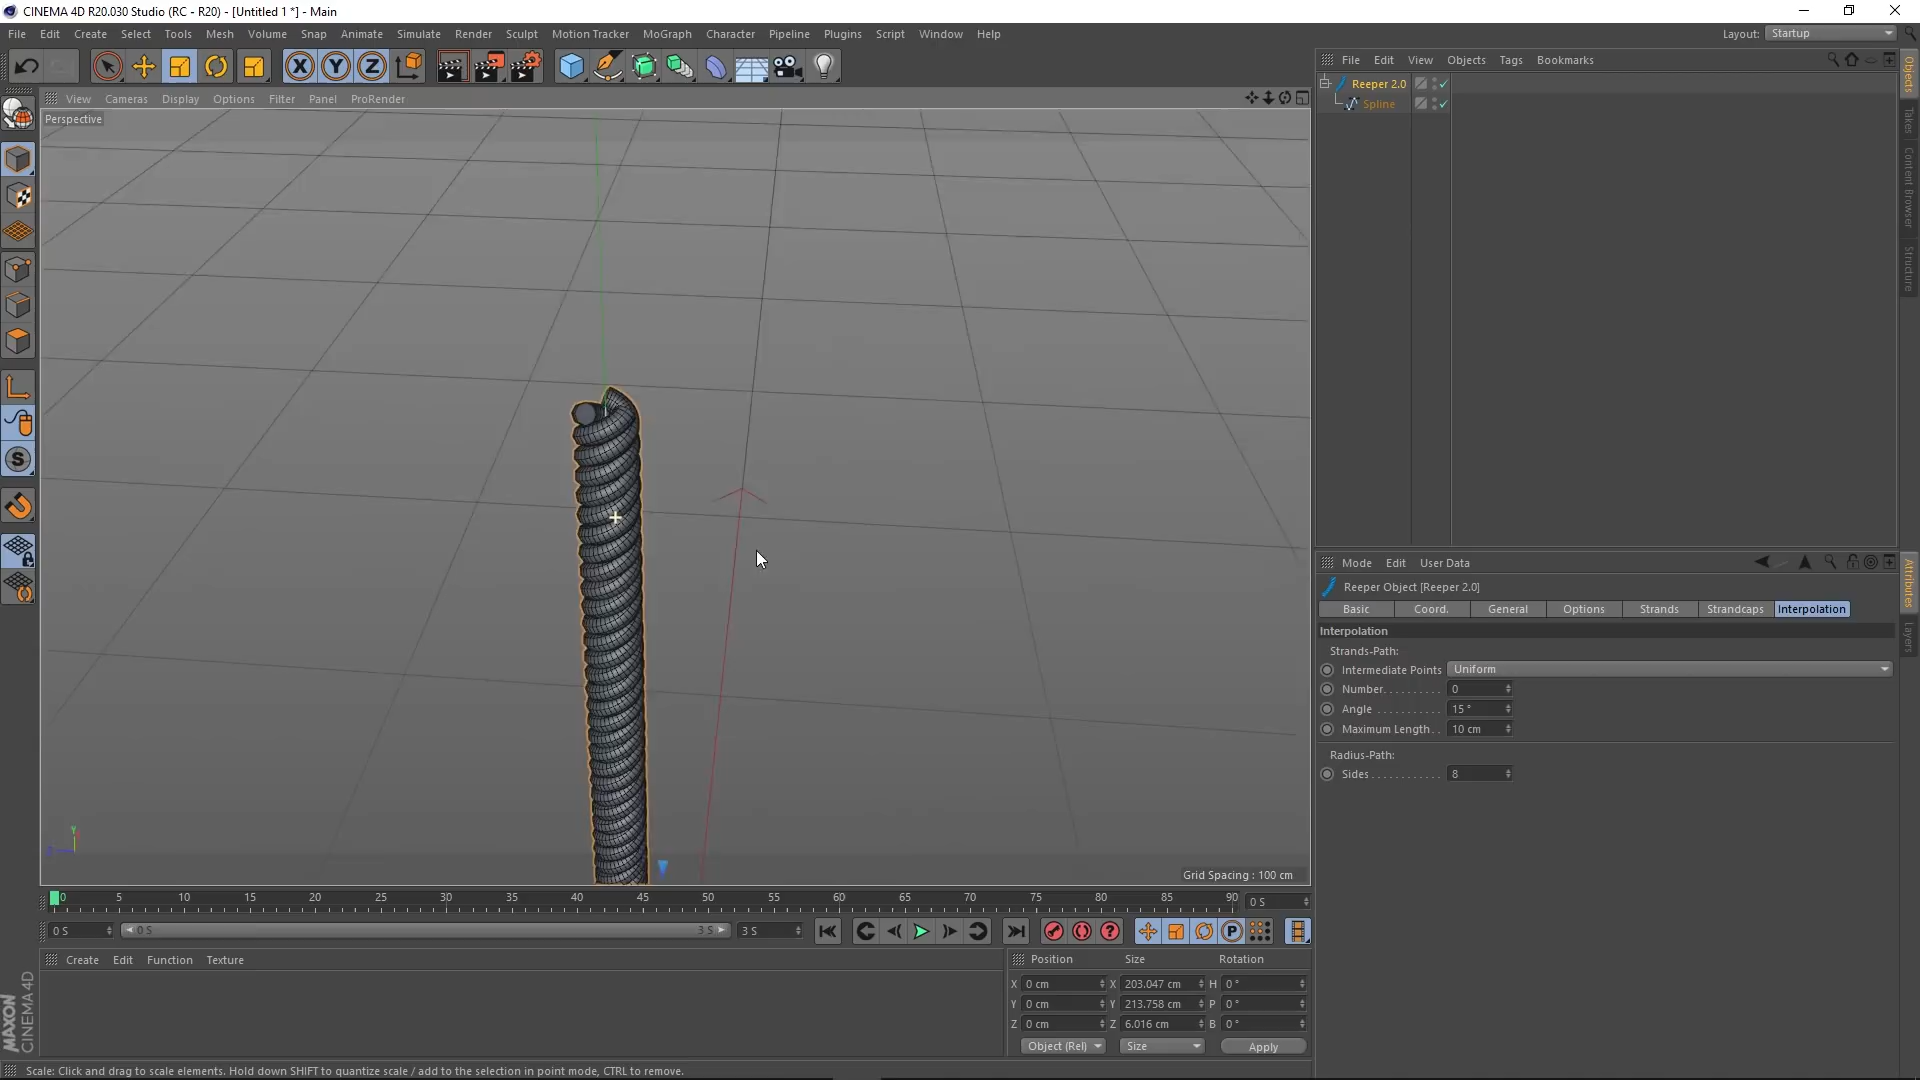 CINEMA 4D R20.030 Studio (RC - R20) - [Untitled 1 *] - Main
File Edit Create Select Tools Mesh Volume Snap Animate Simulate Render Sculpt Motion Tracker MoGraph Character Pipeline Plugins Script Window Help
Layout: Startup
View Cameras Display Options Filter Panel ProRender
Perspective
Grid Spacing : 100 cm
Y
0 5 10 15 20 25 30 35 40 45 50 55 60 65 70 75 80 85 90
0 S
0 S 0 S 3 S 3 S
Create Edit Function Texture
Position Size Rotation
X 0 cm X 203.047 cm H 0 °
Y 0 cm Y 213.758 cm P 0 °
Z 0 cm Z 6.016 cm B 0 °
Object (Rel) Size Apply
MAXON
CINEMA 4D
Scale: Click and drag to scale elements. Hold down SHIFT to quantize scale / add to the selection in point mode, CTRL to remove.
File Edit View Objects Tags Bookmarks
Reeper 2.0
Spline
Objects
Takes
Content Browser
Structure
Mode Edit User Data
Reeper Object [Reeper 2.0]
Basic Coord. General Options Strands Strandcaps Interpolation
Interpolation
Strands-Path:
Intermediate Points Uniform
Number. . . . . . . . . . 0
Angle . . . . . . . . . . . 15 °
Maximum Length. . 10 cm
Radius-Path:
Sides. . . . . . . . . . . . 8
Attributes
Layers